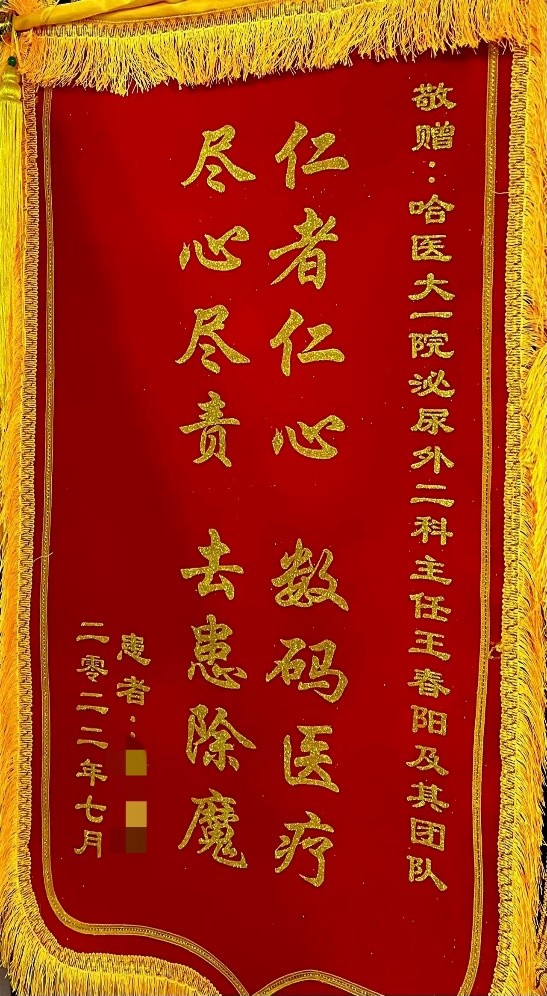 敬赠：哈医大一院泌尿外二科主任王春阳及其团队
仁者仁心 数码医疗
尽心尽责 去患除魔
患者：
二零二二年七月